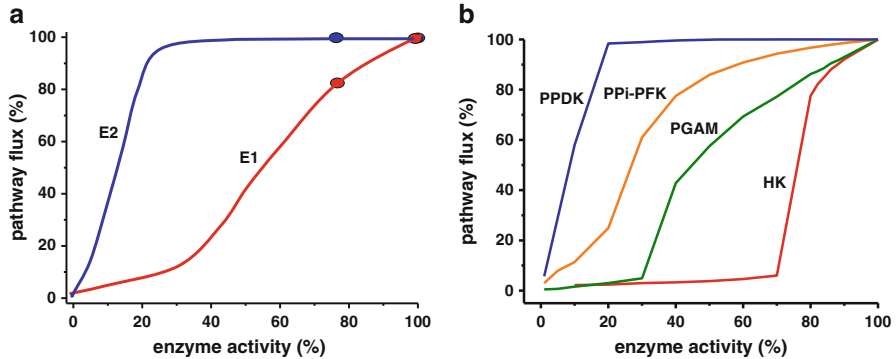 a
pathway flux (%)
100
80
60
40
20
0
E2
E1
0 20 40 60 80 100
enzyme activity (%)
b
pathway flux (%)
100
80
60
40
20
0
PPDK
PPi-PFK
PGAM
HK
0 20 40 60 80 100
enzyme activity (%)